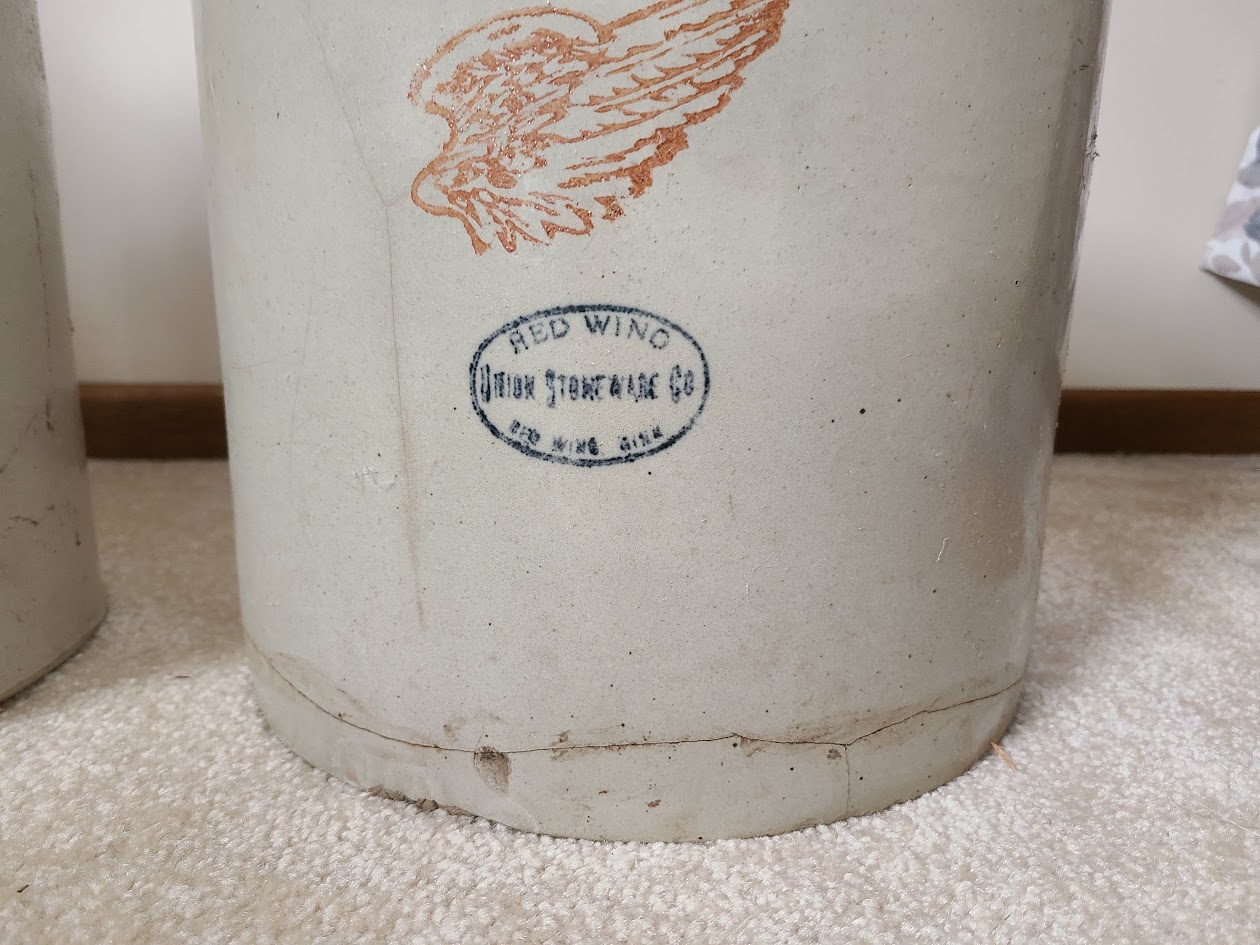 RED WING
UNION STONEWARE CO
RED WING, MINN